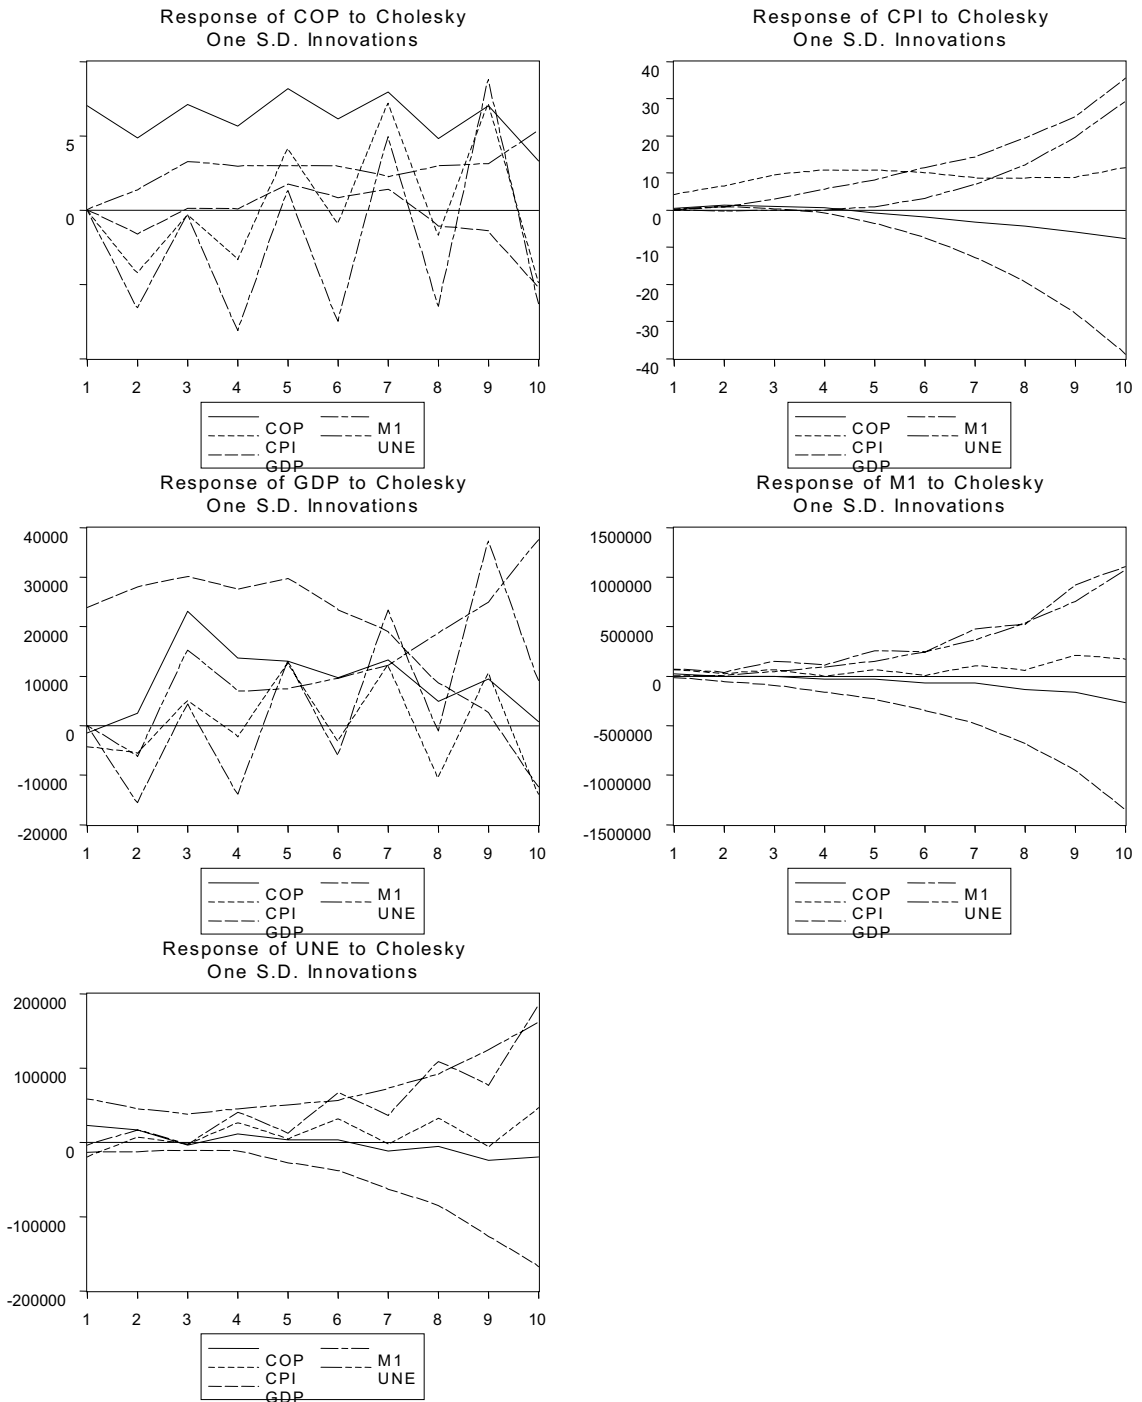 Response of COP to Cholesky
One S.D. Innovations
5
0
1 2 3 4 5 6 7 8 9 10
COP M1
CPI UNE
GDP
Response of CPI to Cholesky
One S.D. Innovations
40
30
20
10
0
-10
-20
-30
-40
1 2 3 4 5 6 7 8 9 10
COP M1
CPI UNE
GDP
Response of GDP to Cholesky
One S.D. Innovations
40000
30000
20000
10000
0
-10000
-20000
1 2 3 4 5 6 7 8 9 10
COP M1
CPI UNE
GDP
Response of M1 to Cholesky
One S.D. Innovations
1500000
1000000
500000
0
-500000
-1000000
-1500000
1 2 3 4 5 6 7 8 9 10
COP M1
CPI UNE
GDP
Response of UNE to Cholesky
One S.D. Innovations
200000
100000
0
-100000
-200000
1 2 3 4 5 6 7 8 9 10
COP M1
CPI UNE
GDP